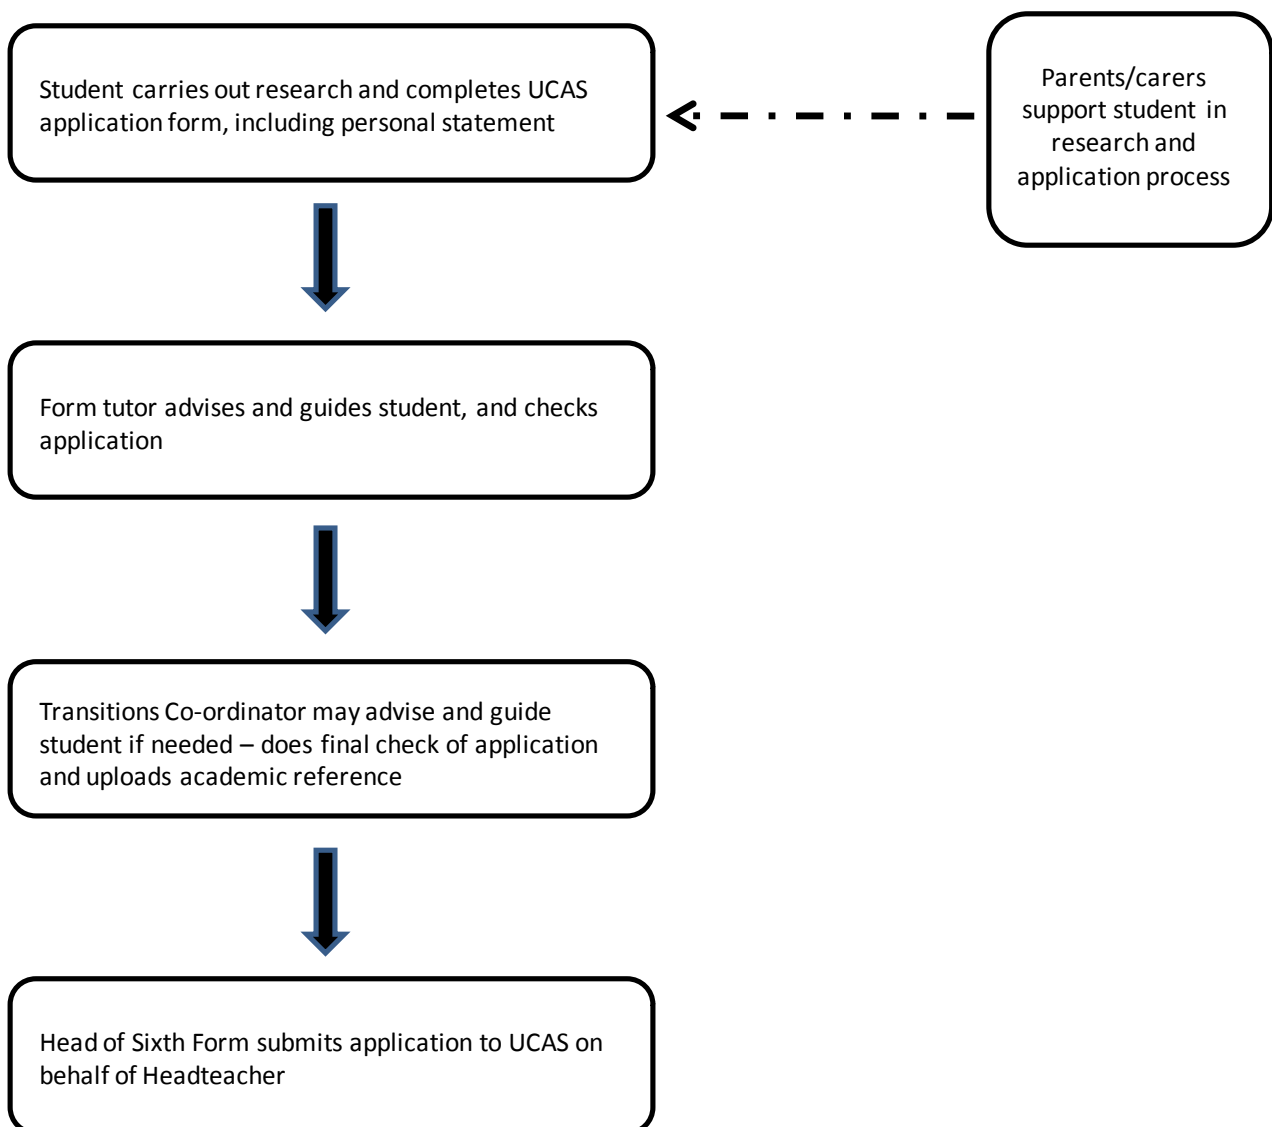 Student carries out research and completes UCAS
application form, including personal statement
Parents/carers
support student in
research and
application process
Form tutor advises and guides student, and checks
application
Transitions Co-ordinator may advise and guide
student if needed – does final check of application
and uploads academic reference
Head of Sixth Form submits application to UCAS on
behalf of Headteacher